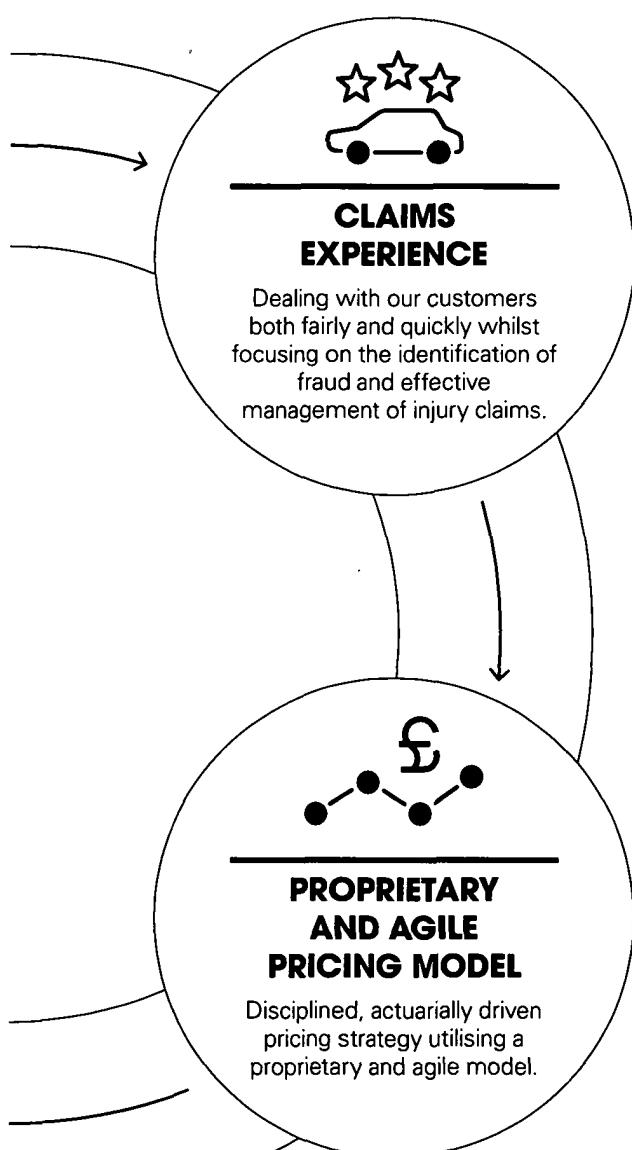 CLAIMS
EXPERIENCE
Dealing with our customers
both fairly and quickly whilst
focusing on the identification of
fraud and effective
management of injury claims.
£
PROPRIETARY
AND AGILE
PRICING MODEL
Disciplined, actuarially driven
pricing strategy utilising a
proprietary and agile model.